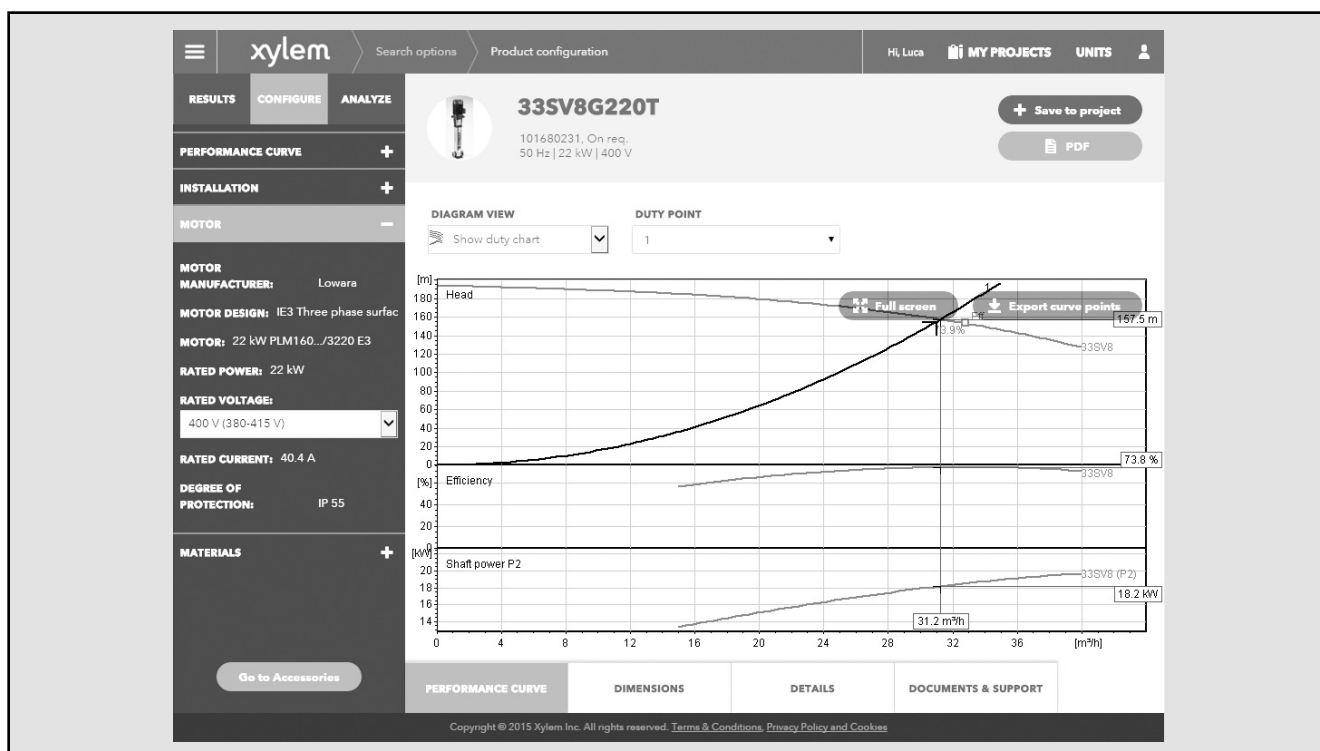 xylem
Search options
Product configuration
Hi, Luca
MY PROJECTS
UNITS
RESULTS
CONFIGURE
ANALYZE
33SV8G220T
101680231, On req.
50 Hz | 22 kW | 400 V
+ Save to project
PDF
PERFORMANCE CURVE +
INSTALLATION +
MOTOR −
MOTOR
MANUFACTURER: Lowara
MOTOR DESIGN: IE3 Three phase surfac
MOTOR: 22 kW PLM160.../3220 E3
RATED POWER: 22 kW
RATED VOLTAGE:
400 V (380-415 V)
RATED CURRENT: 40.4 A
DEGREE OF
PROTECTION: IP 55
MATERIALS +
Go to Accessories
DIAGRAM VIEW
Show duty chart
DUTY POINT
1
[m]
Head
180
160
140
120
100
80
60
40
20
0
1
Full screen
Export curve points
Eff
3.9%
157.5 m
33SV8
73.8 %
[%]
Efficiency
40
20
0
33SV8
[kW]
Shaft power P2
20
18
16
14
33SV8 (P2)
18.2 kW
31.2 m³/h
0
4
8
12
16
20
24
28
32
36
[m³/h]
PERFORMANCE CURVE
DIMENSIONS
DETAILS
DOCUMENTS & SUPPORT
Copyright © 2015 Xylem Inc. All rights reserved. Terms & Conditions, Privacy Policy and Cookies